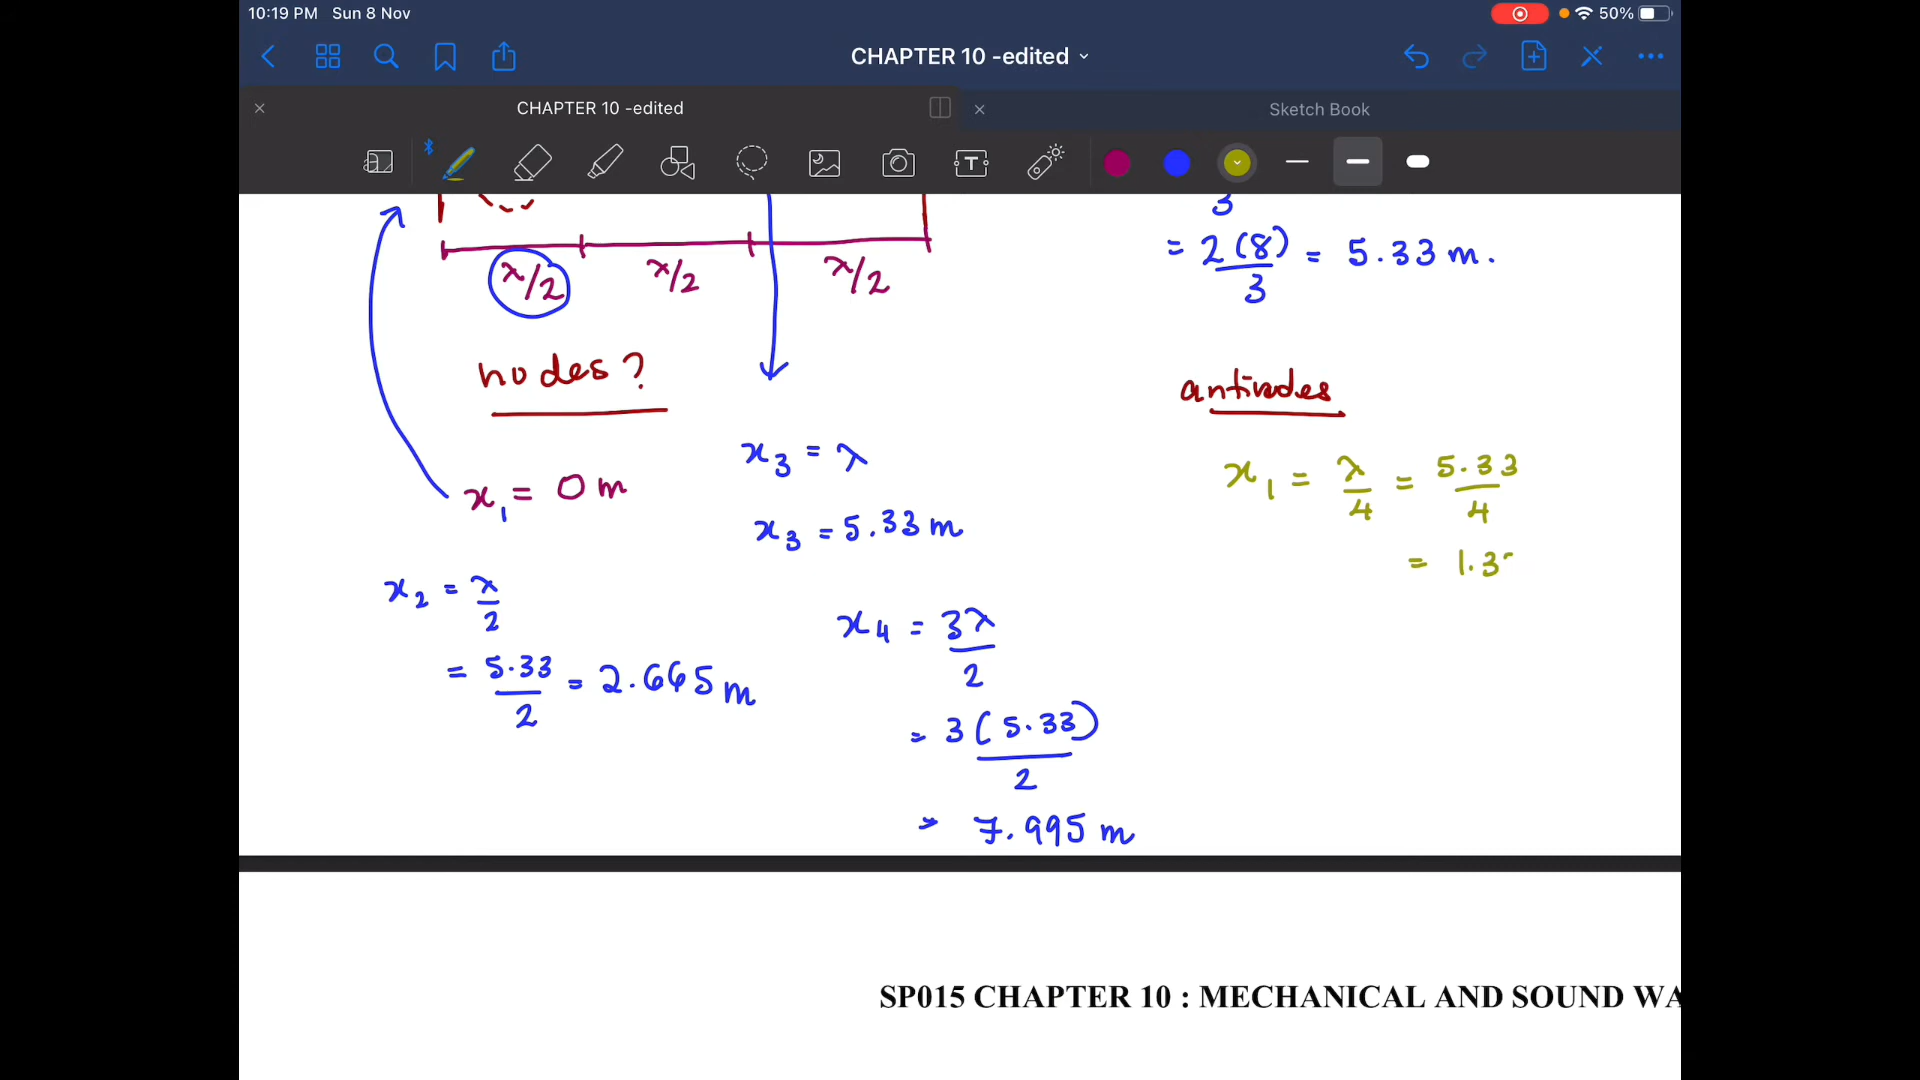 10:19 PM Sun 8 Nov
50%
CHAPTER 10 -edited
CHAPTER 10 -edited
Sketch Book
λ/2 λ/2 λ/2
3
= 2(8)/3 = 5.33 m.
nodes?
x₁ = 0 m
x₂ = λ/2
= 5.33/2 = 2.665 m
x₃ = λ
x₃ = 5.33 m
x₄ = 3λ/2
= 3(5.33)/2
= 7.995 m
antinodes
x₁ = λ/4 = 5.33/4
= 1.3
SP015 CHAPTER 10 : MECHANICAL AND SOUND WA